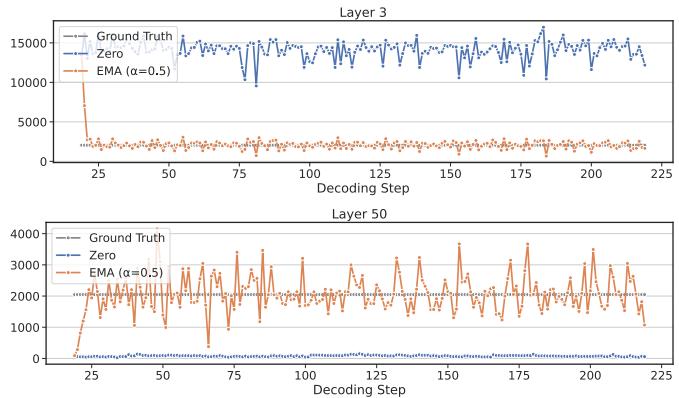 Layer 3
Ground Truth
Zero
EMA (α=0.5)
15000
10000
5000
0
25 50 75 100 125 150 175 200 225
Decoding Step
Layer 50
Ground Truth
Zero
EMA (α=0.5)
4000
3000
2000
1000
0
25 50 75 100 125 150 175 200 225
Decoding Step